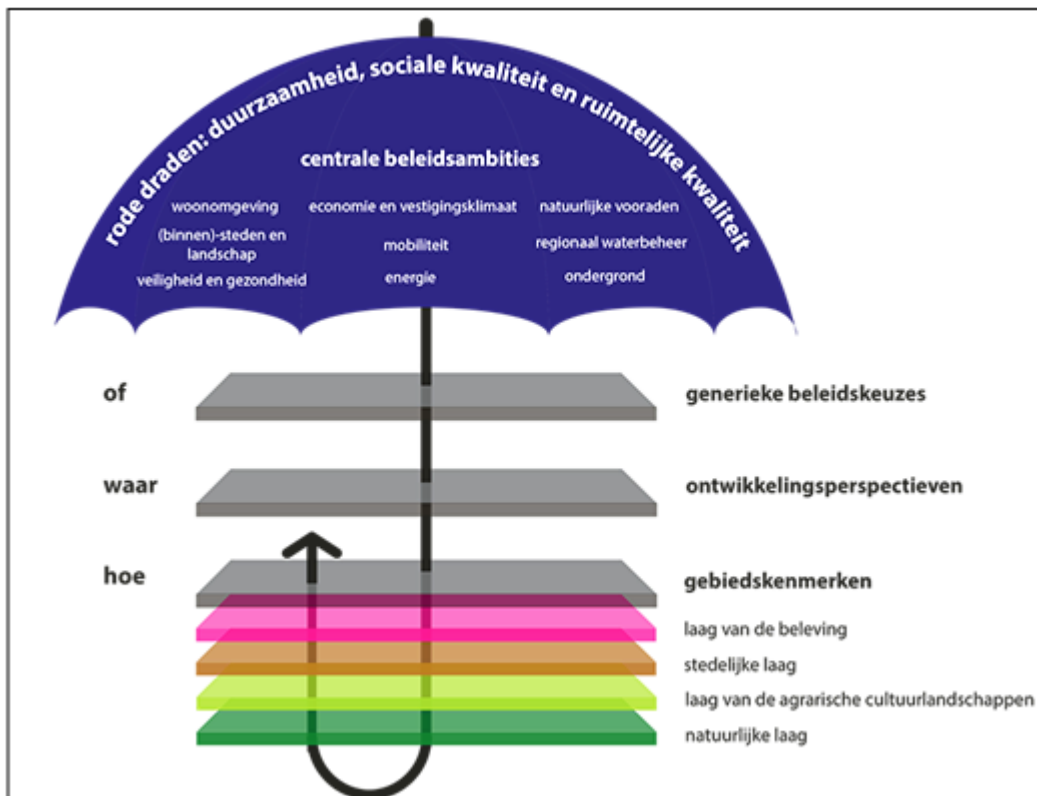 rode draden: duurzaamheid, sociale kwaliteit en ruimtelijke kwaliteit
centrale beleidsambities
woonomgeving
economie en vestigingsklimaat
natuurlijke vooraden
(binnen)-steden en
landschap
mobiliteit
regionaal waterbeheer
veiligheid en gezondheid
energie
ondergrond
of
generieke beleidskeuzes
waar
ontwikkelingsperspectieven
hoe
gebiedskenmerken
laag van de beleving
stedelijke laag
laag van de agrarische cultuurlandschappen
natuurlijke laag